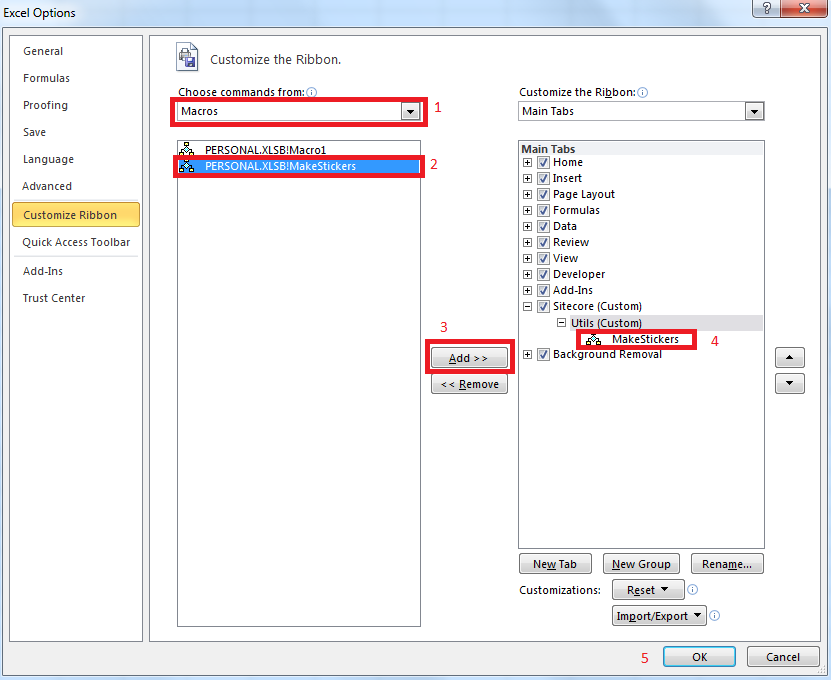 Excel Options
General
Formulas
Proofing
Save
Language
Advanced
Customize Ribbon
Quick Access Toolbar
Add-Ins
Trust Center
Customize the Ribbon.
Choose commands from:
Macros
1
PERSONAL.XLSB!Macro1
PERSONAL.XLSB!MakeStickers
2
3
Add >>
<< Remove
Customize the Ribbon:
Main Tabs
Main Tabs
Home
Insert
Page Layout
Formulas
Data
Review
View
Developer
Add-Ins
Sitecore (Custom)
Utils (Custom)
MakeStickers
4
Background Removal
New Tab
New Group
Rename...
Customizations:
Reset
Import/Export
5
OK
Cancel